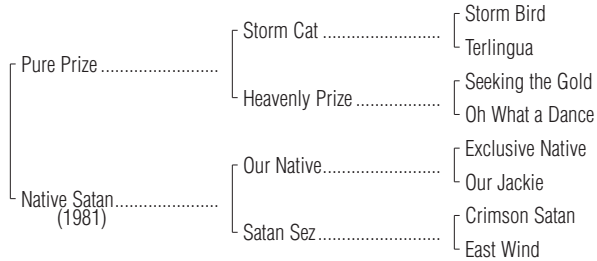 Storm Bird
Storm Cat ........................
Terlingua
Pure Prize ........................
Seeking the Gold
Heavenly Prize .................
Oh What a Dance
Exclusive Native
Our Native........................
Our Jackie
Native Satan.....................
(1981)
Crimson Satan
Satan Sez.........................
East Wind